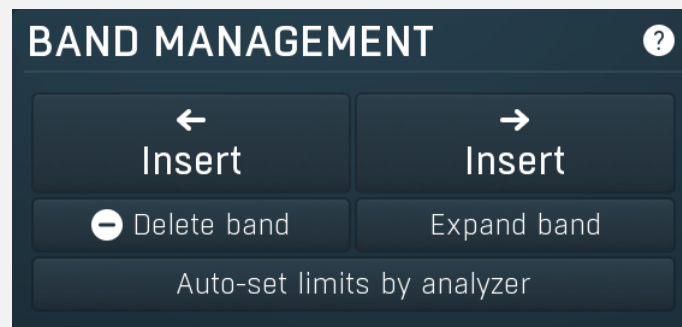 BAND MANAGEMENT ?
← →
Insert Insert
Delete band Expand band
Auto-set limits by analyzer